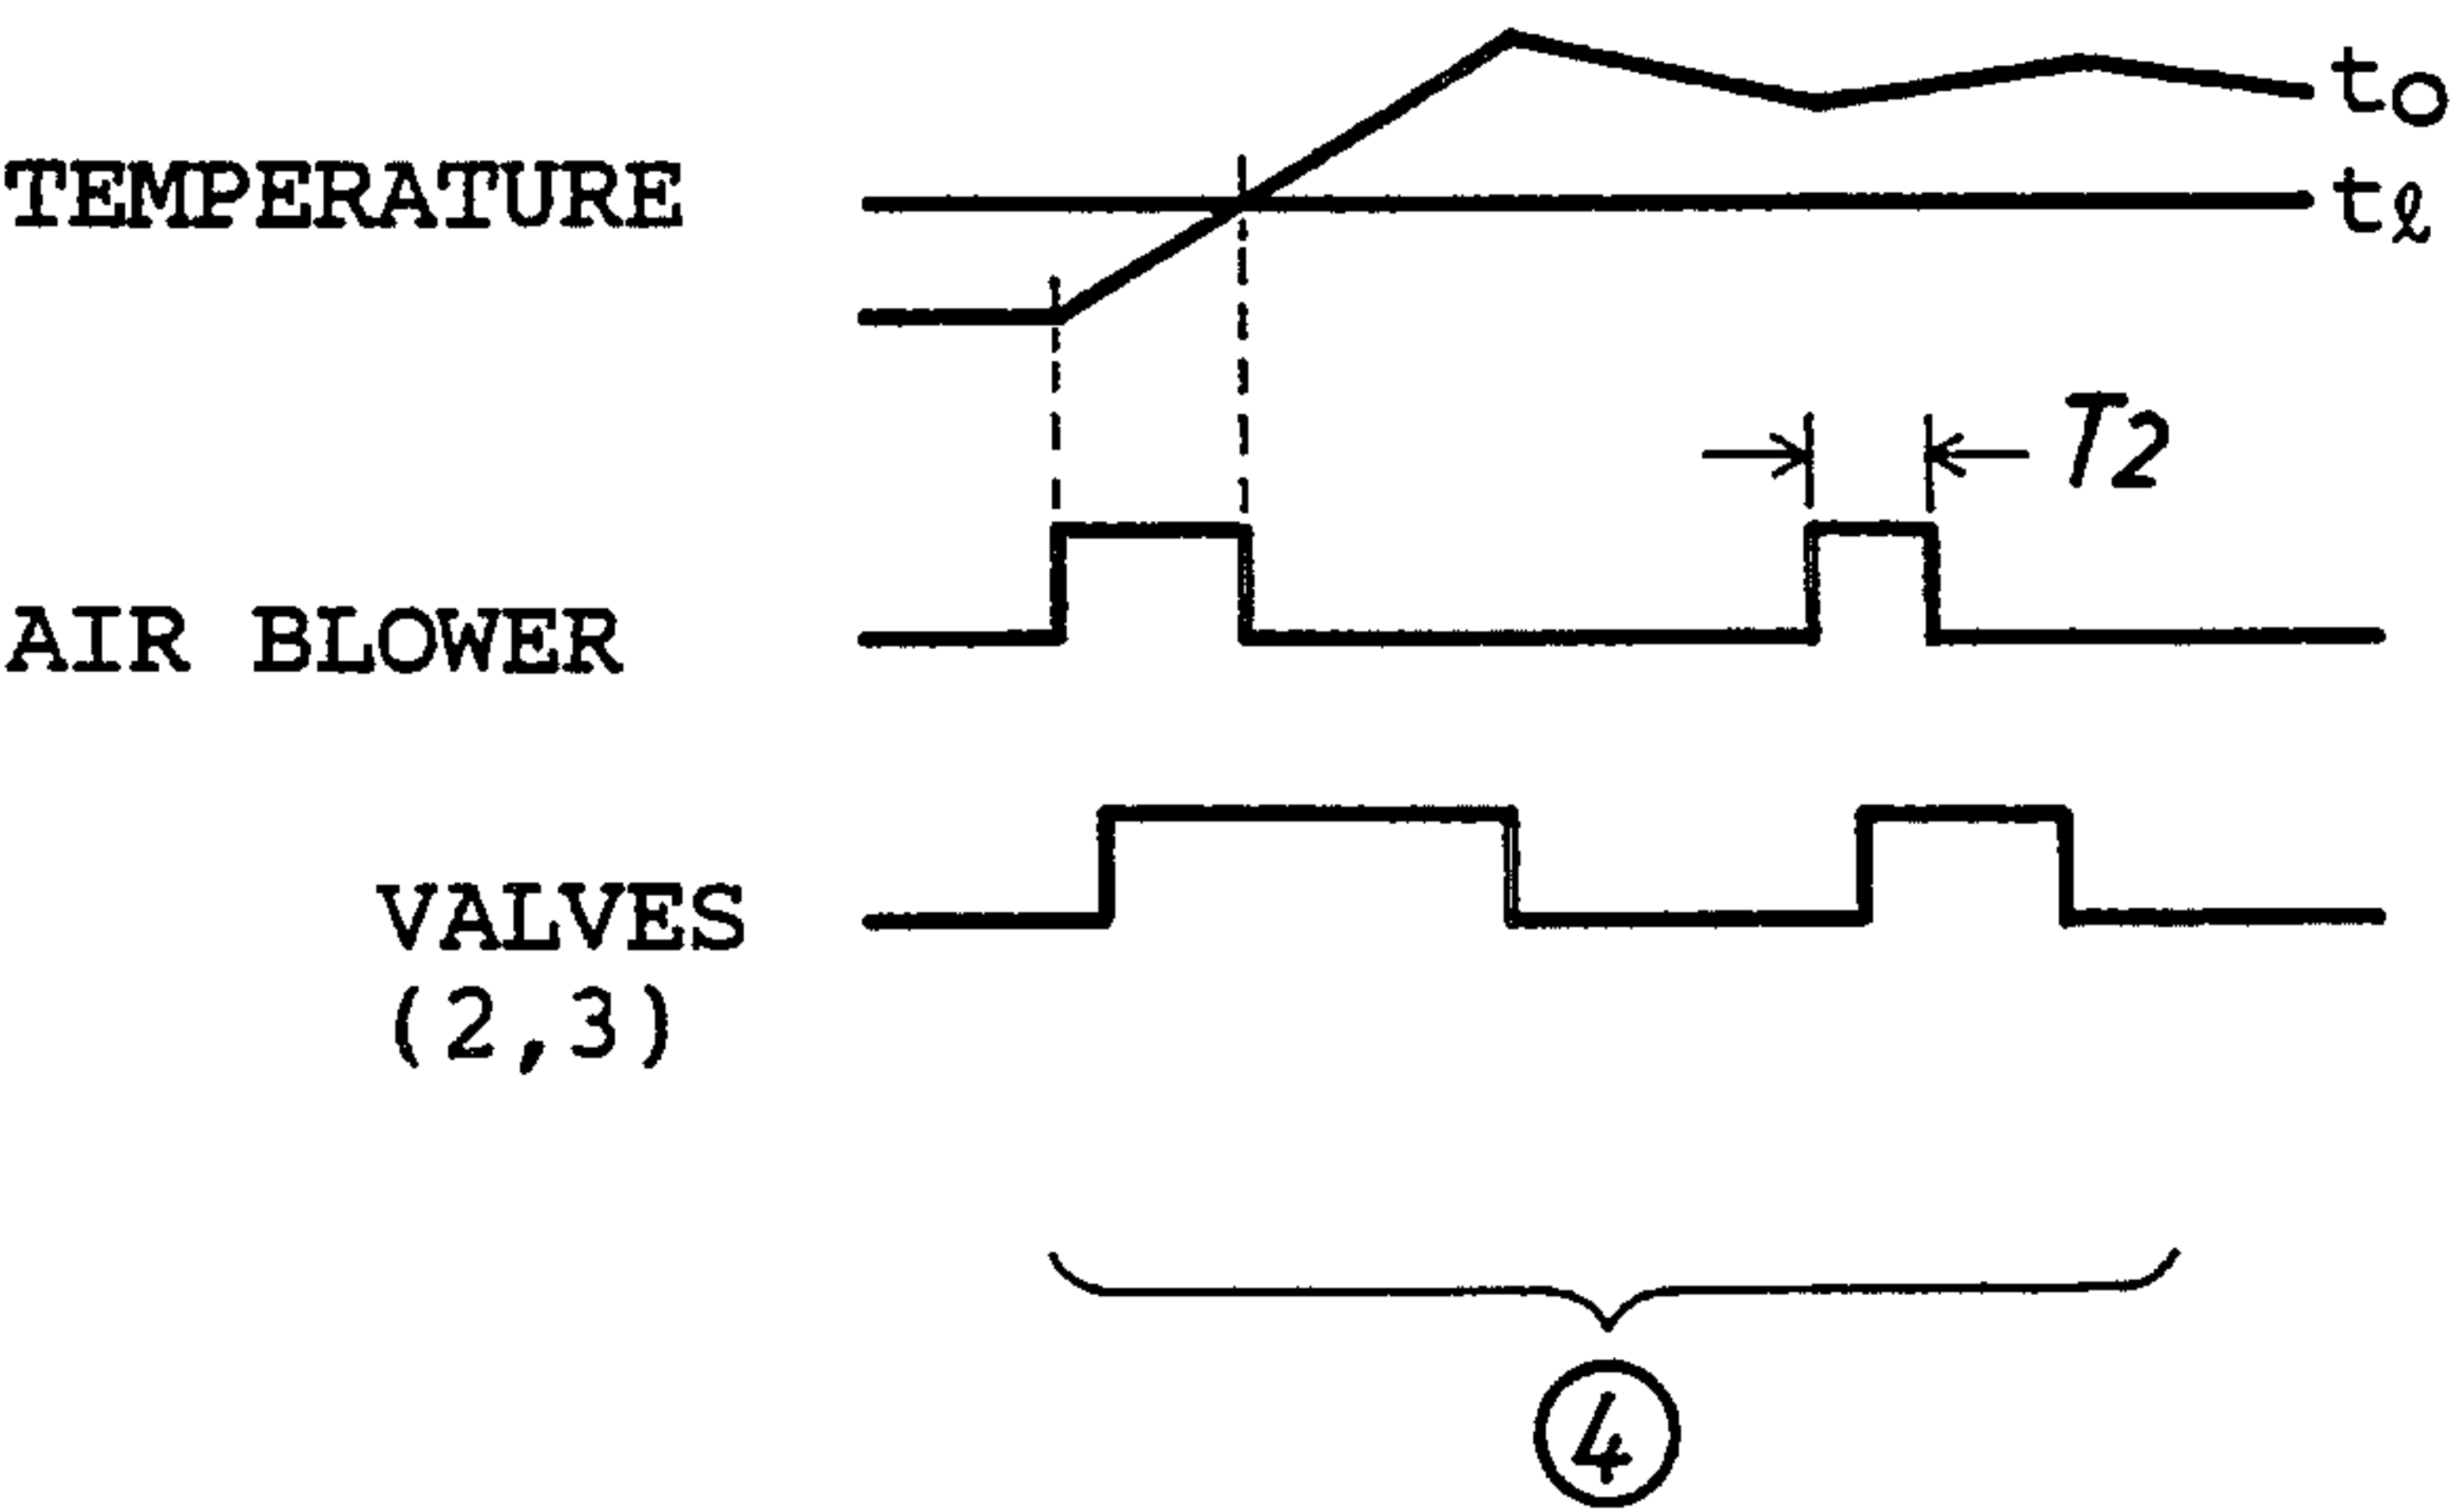 to
TEMPERATURE
tℓ
T2
AIR BLOWER
VALVES
(2,3)
4